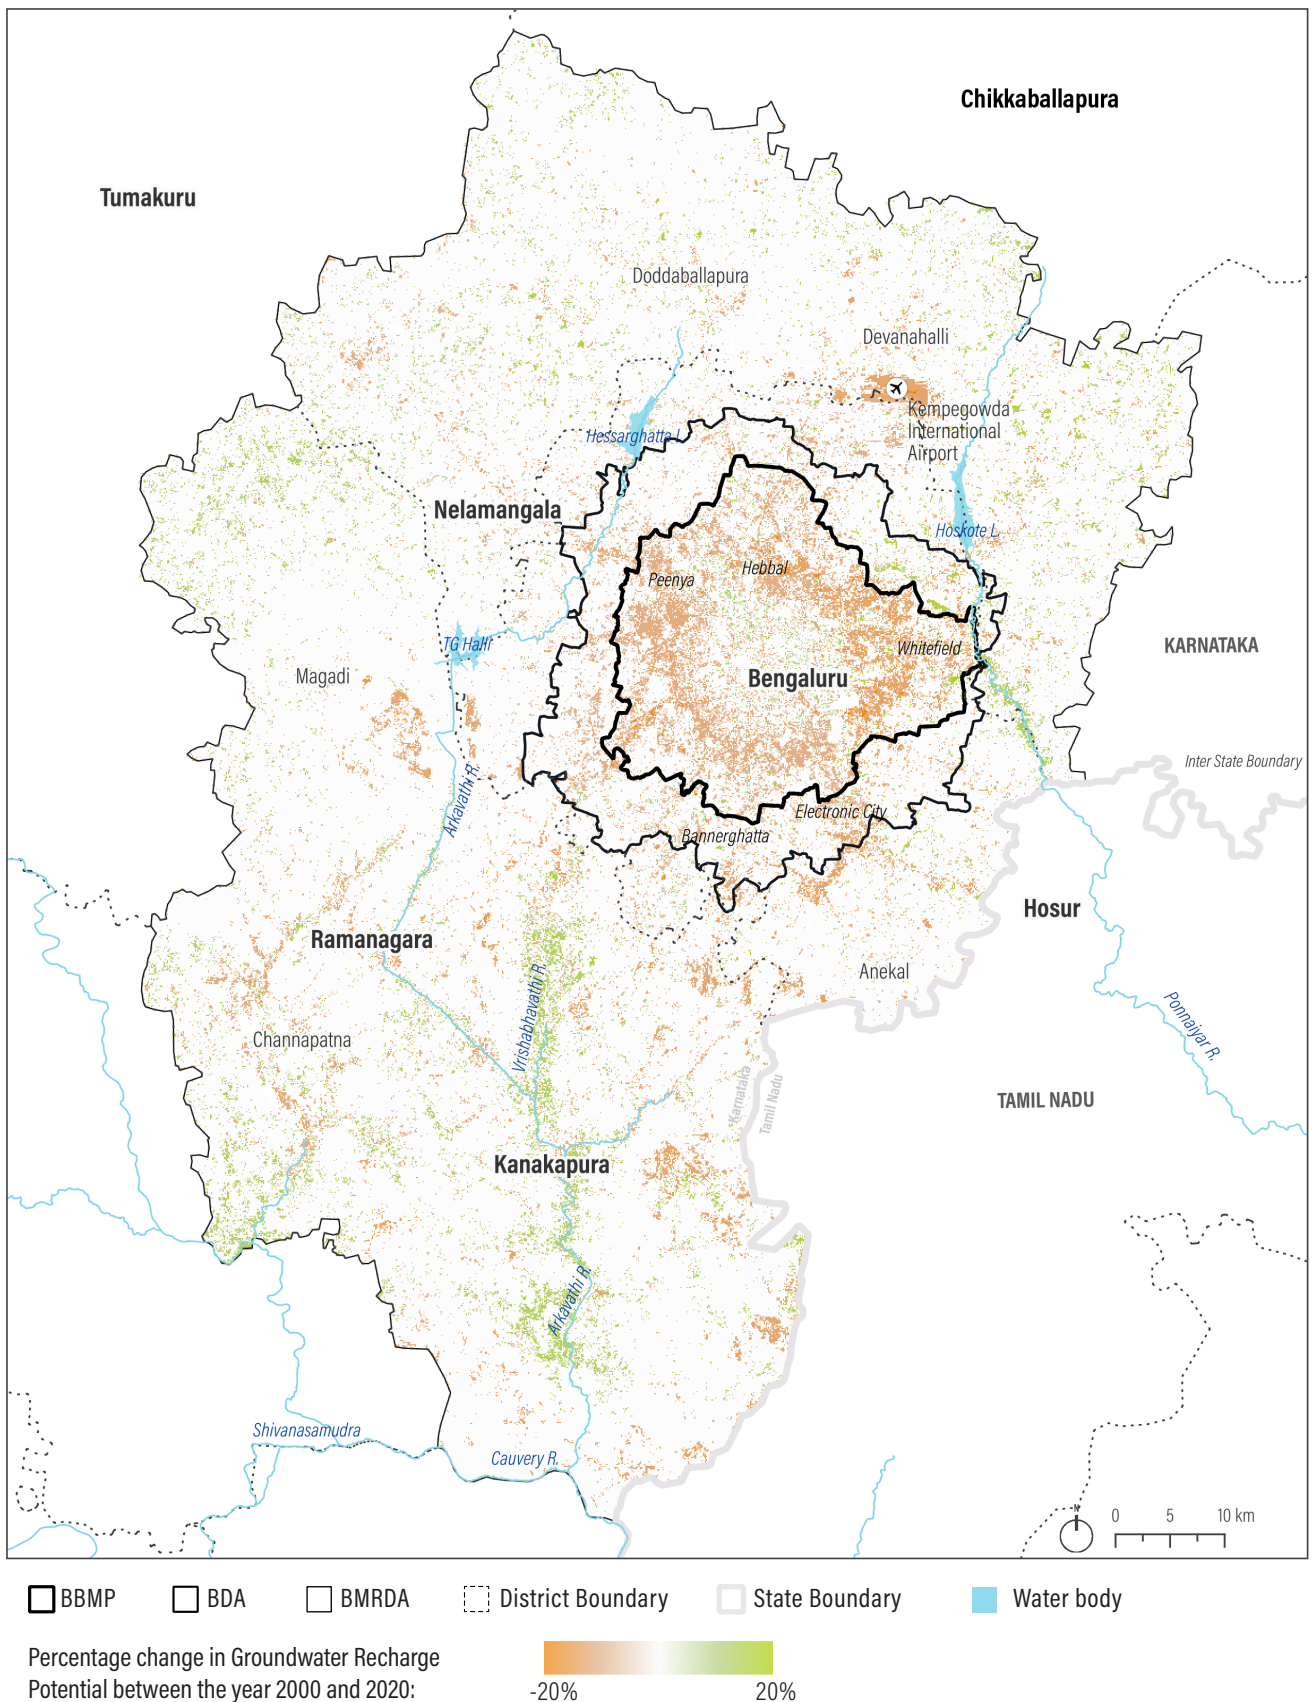 Chikkaballapura
Tumakuru
Doddaballapura
Devanahalli
Kempegowda
International
Airport
Hessarghatta L.
Nelamangala
Hoskote L.
Peenya
Hebbal
TG Halli
Whitefield
KARNATAKA
Magadi
Bengaluru
Inter State Boundary
Arkavathi R.
Electronic City
Bannerghatta
Hosur
Ramanagara
Anekal
Vrishabhavathi R.
Ponnaiyar R.
Channapatna
Karnataka
Tamil Nadu
TAMIL NADU
Kanakapura
Arkavathi R.
Shivanasamudra
Cauvery R.
N
0 5 10 km
BBMP BDA BMRDA District Boundary State Boundary Water body
Percentage change in Groundwater Recharge
Potential between the year 2000 and 2020:
-20% 20%